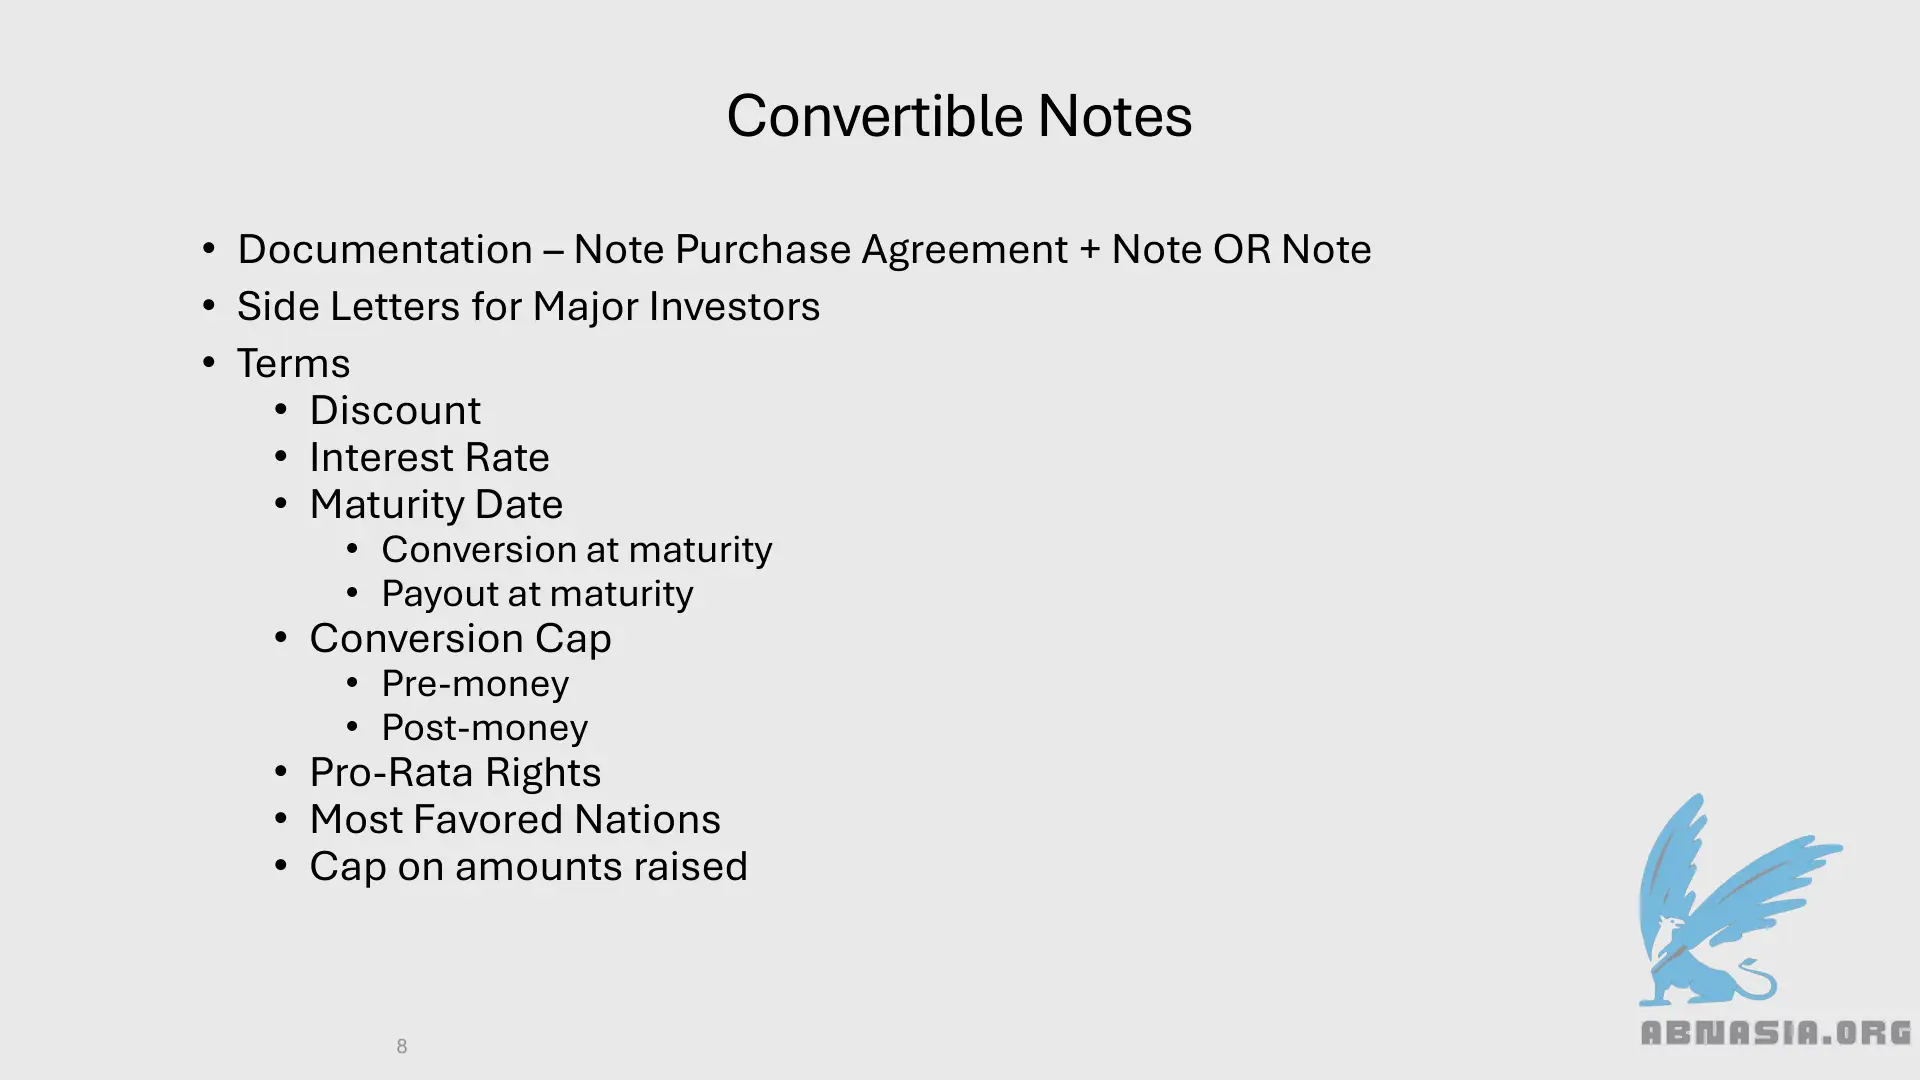 Convertible Notes
• Documentation – Note Purchase Agreement + Note OR Note
• Side Letters for Major Investors
• Terms
• Discount
• Interest Rate
• Maturity Date
• Conversion at maturity
• Payout at maturity
• Conversion Cap
• Pre-money
• Post-money
• Pro-Rata Rights
• Most Favored Nations
• Cap on amounts raised
8
ABNASIA.ORG